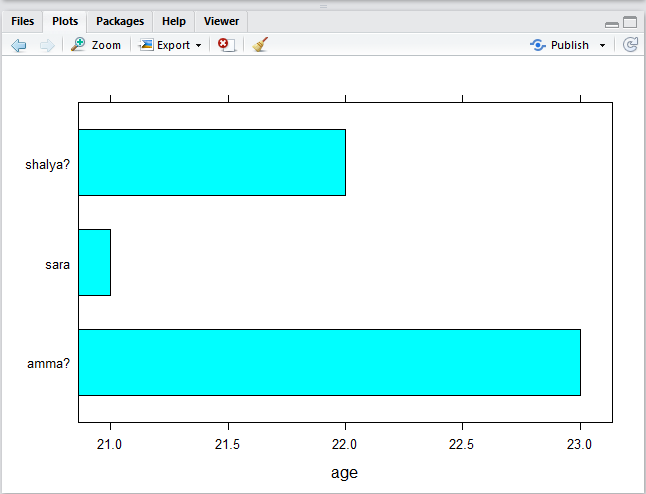 Files Plots Packages Help Viewer
Zoom Export Publish
shalya?
sara
amma?
21.0 21.5 22.0 22.5 23.0
age